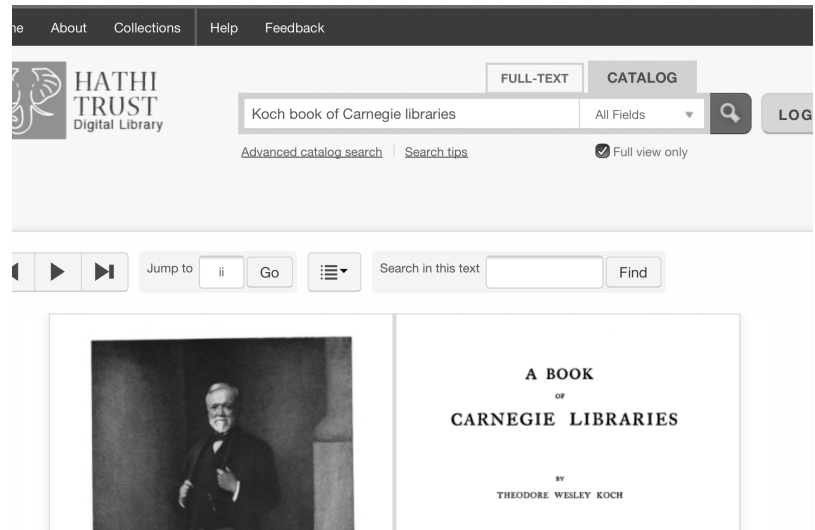 ne About Collections Help Feedback
HATHI
TRUST
Digital Library
FULL-TEXT CATALOG
Koch book of Carnegie libraries All Fields LOG
Advanced catalog search Search tips Full view only
Jump to ii Go Search in this text Find
A BOOK
OF
CARNEGIE LIBRARIES
BY
THEODORE WESLEY KOCH